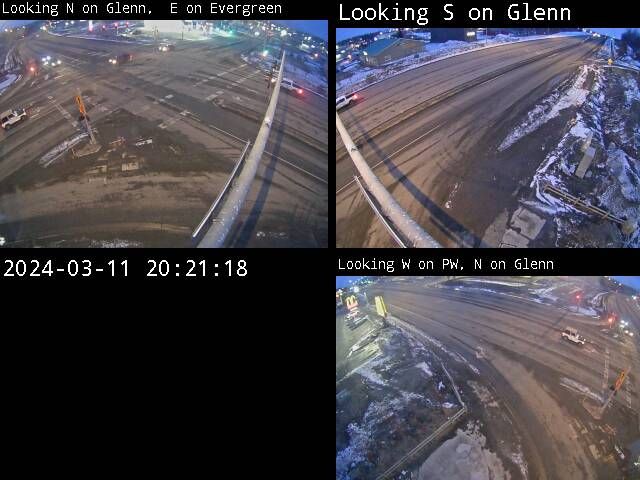 Looking N on Glenn, E on Evergreen
Looking S on Glenn
2024-03-11 20:21:18
Looking W on PW, N on Glenn